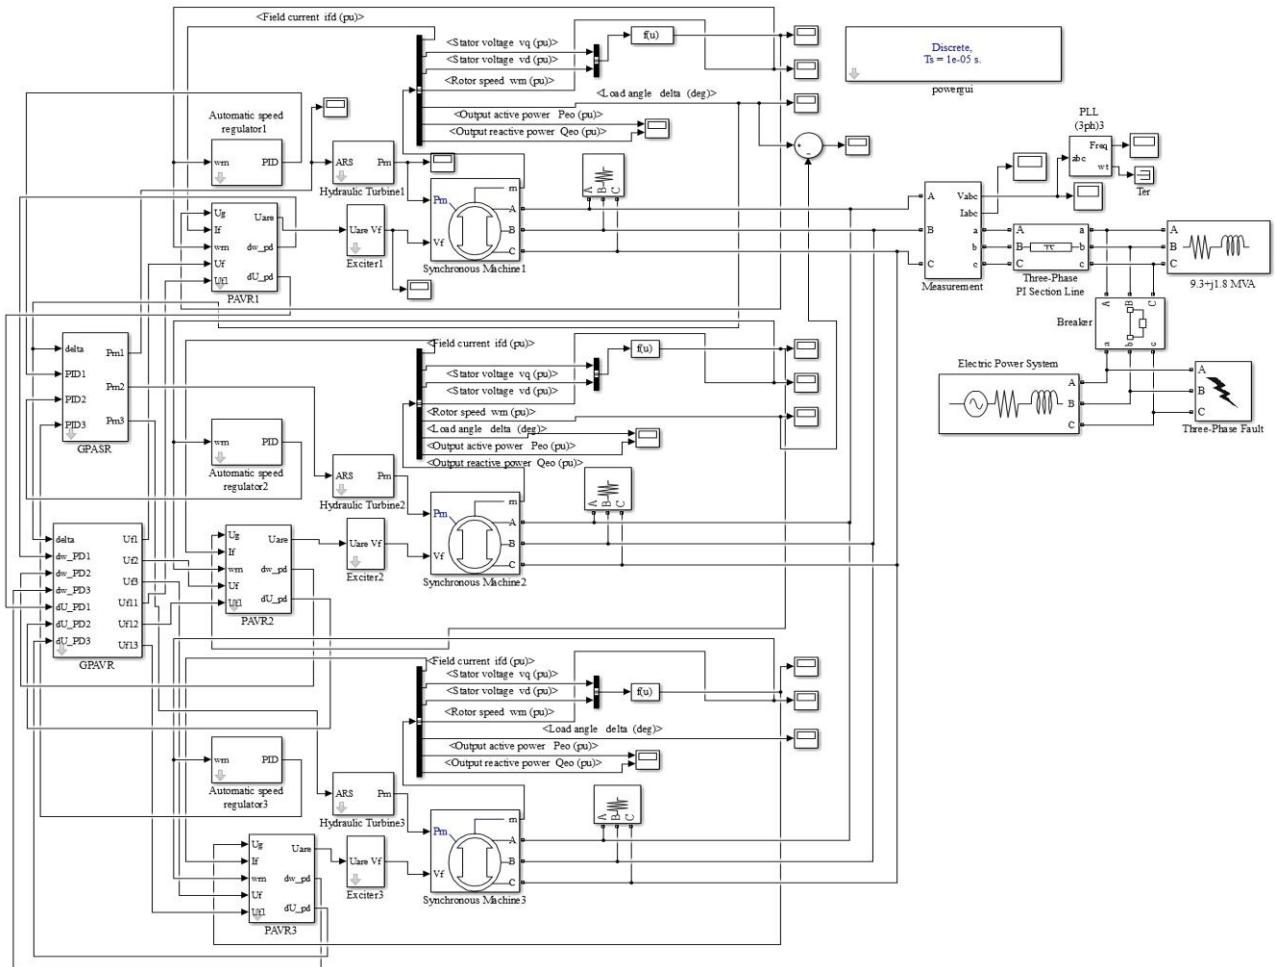 <Field current ifd (pu)>
<Stator voltage vq (pu)>
<Stator voltage vd (pu)>
<Rotor speed wm (pu)>
<Load angle delta (deg)>
<Output active power Peo (pu)>
<Output reactive power Qeo (pu)>
f(u)
Discrete,
Ts = 1e-05 s.
powergui
PLL
(3ph)3
Freq
abc
wt
Ter
Automatic speed
regulator1
wm PID
ARS Pm
Hydraulic Turbine1
Pm
Vf
m
A
B
C
Synchronous Machine1
A B C
Ug
If
wm
Uf
Uf1
Uare
dw_pd
dU_pd
PAVR1
Uare Vf
Exciter1
A
B
C
Vabc
Iabc
a
b
c
Measurement
A
B
C
a
b
c
Three-Phase
PI Section Line
A
B
C
9.3+j1.8 MVA
A B C
Breaker
a b c
Electric Power System
A
B
C
A
B
C
Three-Phase Fault
delta
PID1
PID2
PID3
Pm1
Pm2
Pm3
GPASR
<Field current ifd (pu)>
<Stator voltage vq (pu)>
<Stator voltage vd (pu)>
<Rotor speed wm (pu)>
<Load angle delta (deg)>
<Output active power Peo (pu)>
<Output reactive power Qeo (pu)>
f(u)
wm PID
Automatic speed
regulator2
ARS Pm
Hydraulic Turbine2
Pm
Vf
m
A
B
C
Synchronous Machine2
A B C
delta
dw_PD1
dw_PD2
dw_PD3
dU_PD1
dU_PD2
dU_PD3
Uf1
Uf2
Uf3
Uf11
Uf12
Uf13
GPAVR
Ug
If
wm
Uf
Uf1
Uare
dw_pd
dU_pd
PAVR2
Uare Vf
Exciter2
<Field current ifd (pu)>
<Stator voltage vq (pu)>
<Stator voltage vd (pu)>
<Rotor speed wm (pu)>
<Load angle delta (deg)>
<Output active power Peo (pu)>
<Output reactive power Qeo (pu)>
f(u)
wm PID
Automatic speed
regulator3
ARS Pm
Hydraulic Turbine3
Pm
Vf
m
A
B
C
Synchronous Machine3
A B C
Ug
If
wm
Uf
Uf1
Uare
dw_pd
dU_pd
PAVR3
Uare Vf
Exciter3